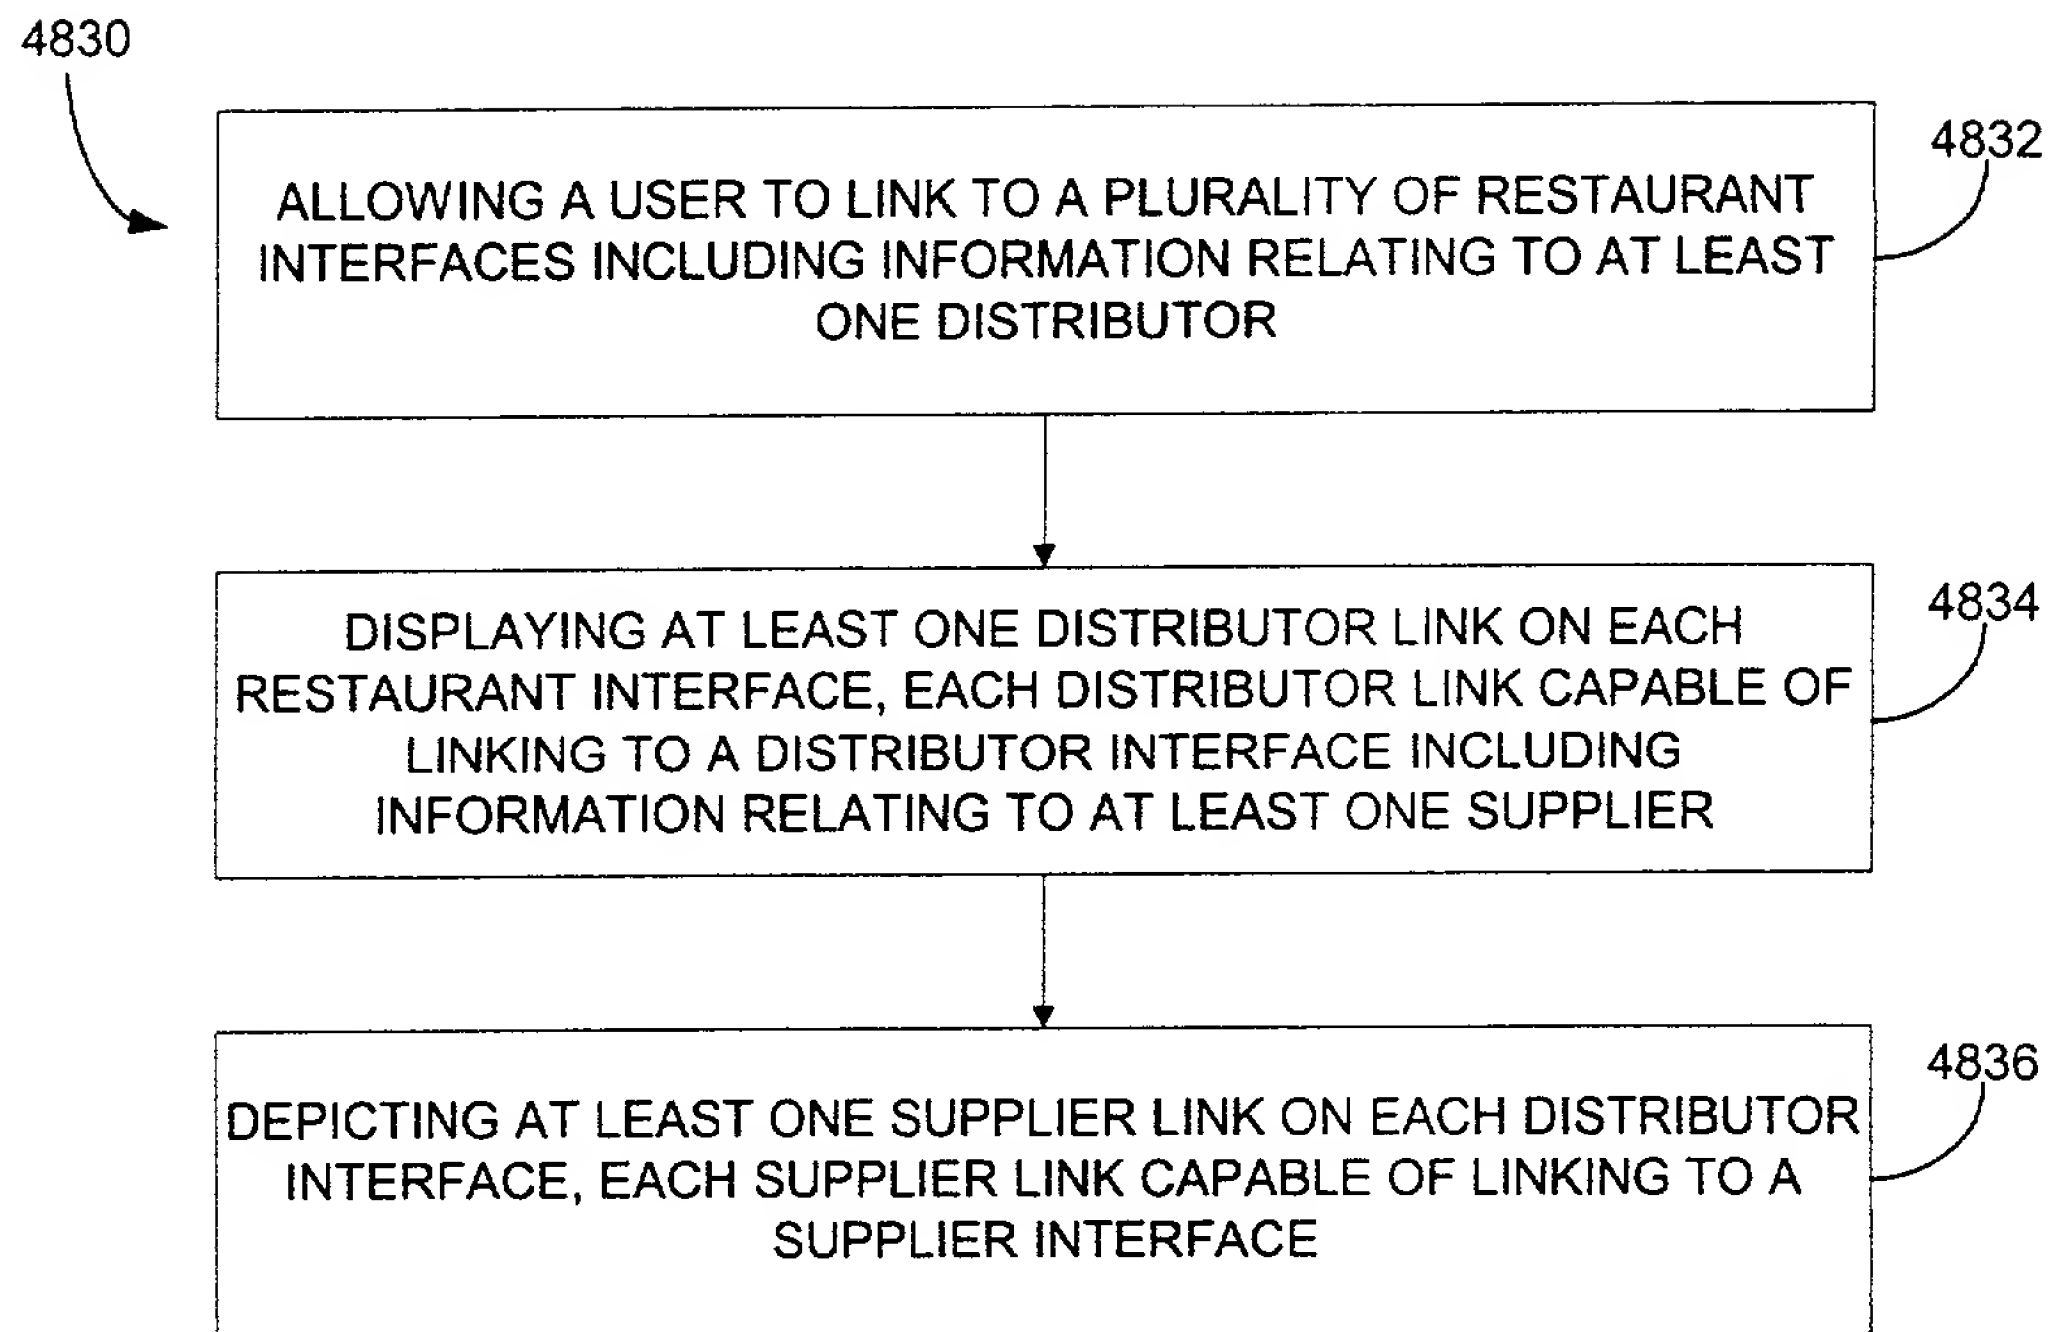 4830
4832
ALLOWING A USER TO LINK TO A PLURALITY OF RESTAURANT
INTERFACES INCLUDING INFORMATION RELATING TO AT LEAST
ONE DISTRIBUTOR
4834
DISPLAYING AT LEAST ONE DISTRIBUTOR LINK ON EACH
RESTAURANT INTERFACE, EACH DISTRIBUTOR LINK CAPABLE OF
LINKING TO A DISTRIBUTOR INTERFACE INCLUDING
INFORMATION RELATING TO AT LEAST ONE SUPPLIER
4836
DEPICTING AT LEAST ONE SUPPLIER LINK ON EACH DISTRIBUTOR
INTERFACE, EACH SUPPLIER LINK CAPABLE OF LINKING TO A
SUPPLIER INTERFACE